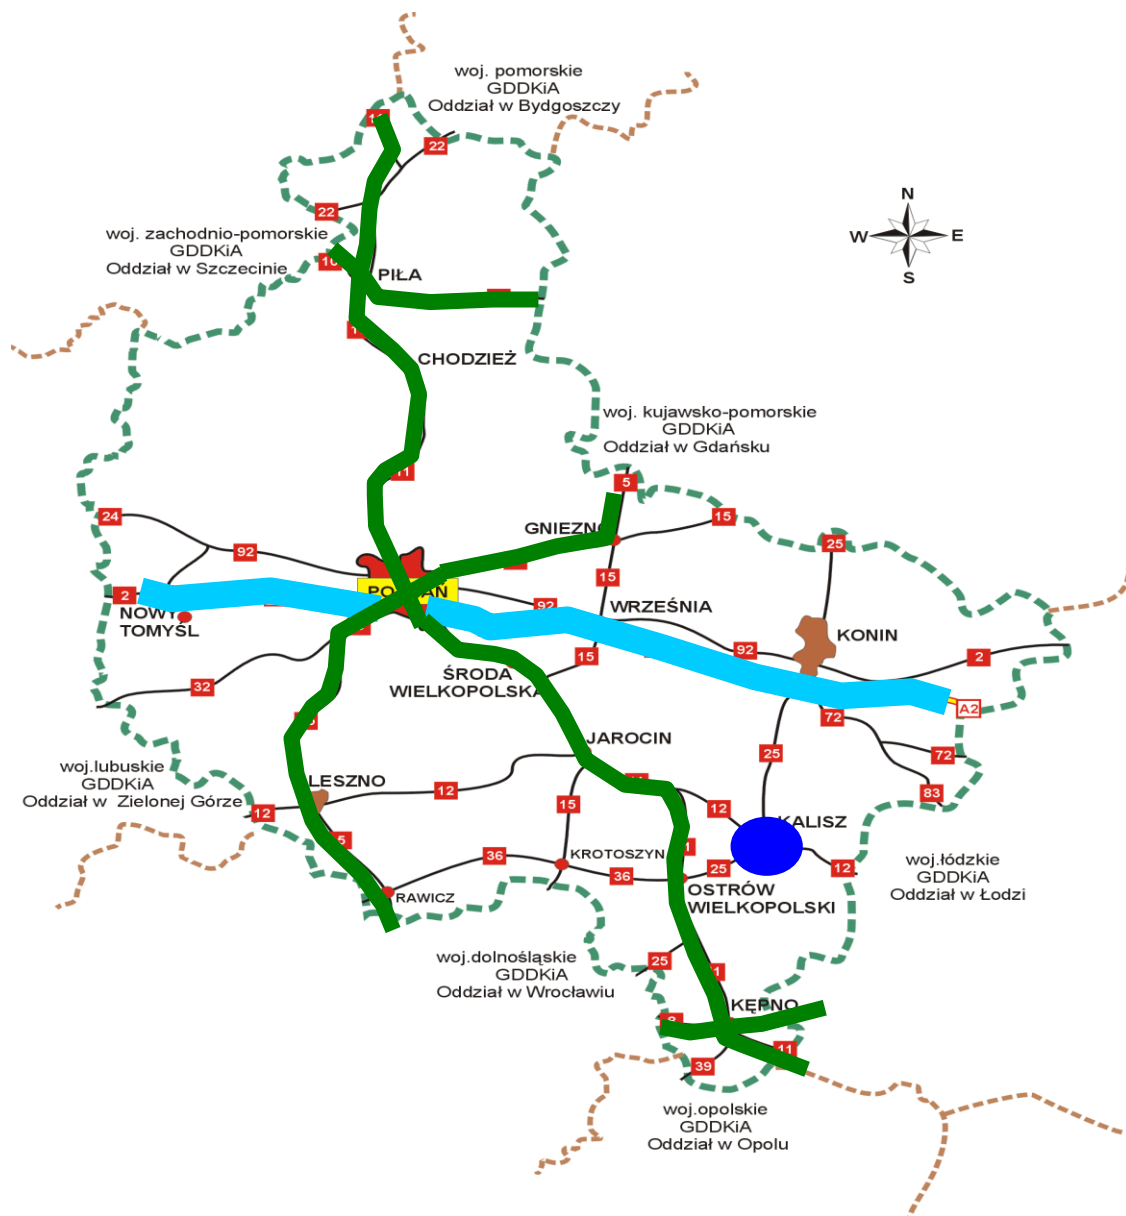 woj. pomorskie
GDDKiA
Oddział w Bydgoszczy
22
22
N
W
E
S
woj. zachodnio-pomorskie
GDDKiA
Oddział w Szczecinie
10
PIŁA
CHODZIEŻ
woj. kujawsko-pomorskie
GDDKiA
Oddział w Gdańsku
11
5
24
15
GNIEZNO
25
92
15
2
92
WRZEŚNIA
NOWY
TOMYŚL
KONIN
92
15
2
ŚRODA
WIELKOPOLSKA
32
A2
72
JAROCIN
25
72
woj.lubuskie
GDDKiA
Oddział w Zielonej Górze
LESZNO
12
83
12
15
12
KALISZ
5
KROTOSZYN
36
36
25
12
woj.łódzkie
GDDKiA
Oddział w Łodzi
OSTRÓW
WIELKOPOLSKI
RAWICZ
woj.dolnośląskie
GDDKiA
Oddział w Wrocławiu
25
KĘPNO
11
39
woj.opolskie
GDDKiA
Oddział w Opolu